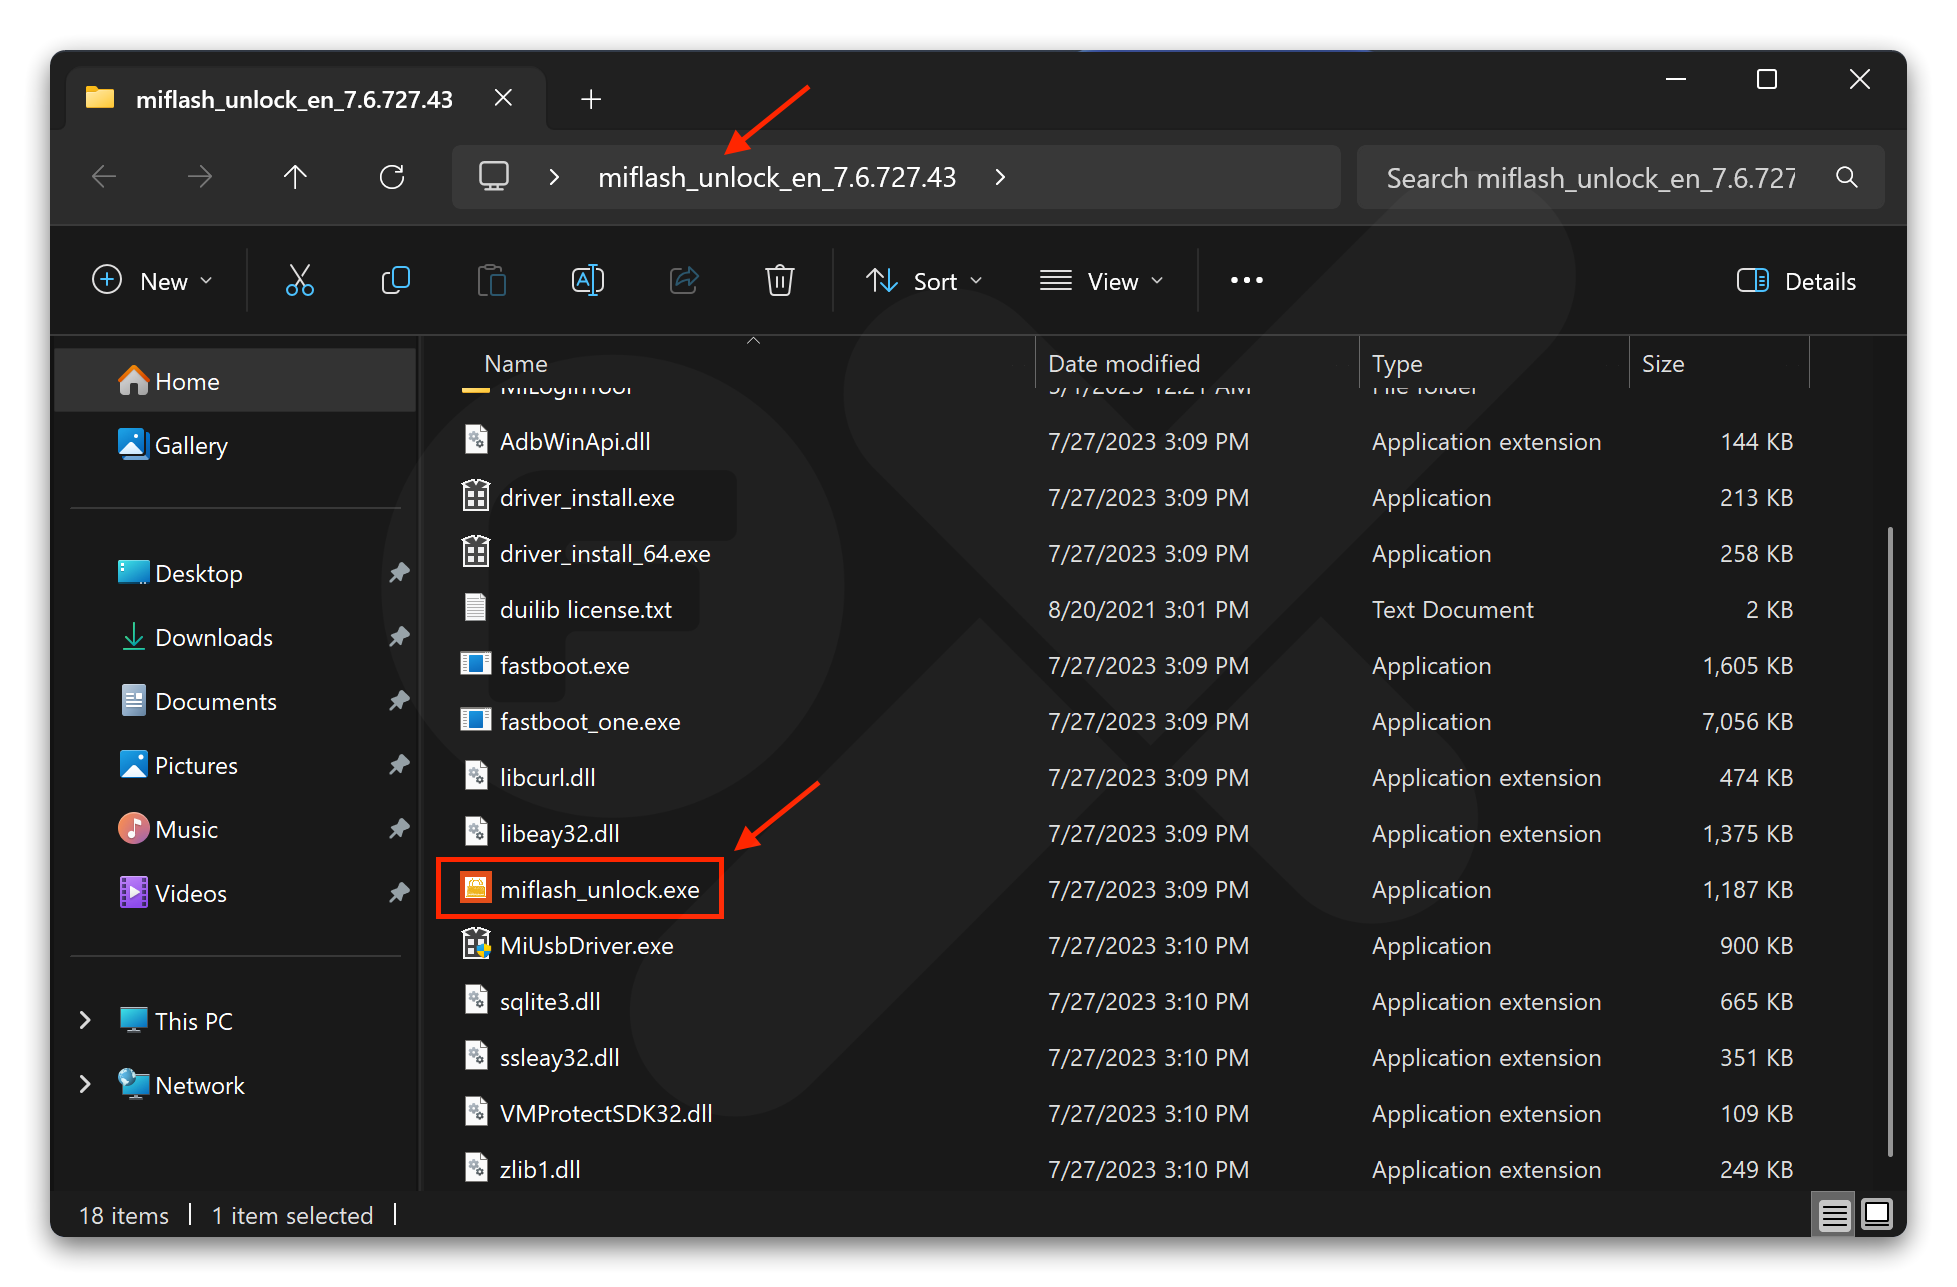 miflash_unlock_en_7.6.727.43
miflash_unlock_en_7.6.727.43
Search miflash_unlock_en_7.6.727
New
Sort
View
Details
Name Date modified Type Size
Home
Gallery
Desktop
Downloads
Documents
Pictures
Music
Videos
This PC
Network
MiLoginTool 12:21 AM File folder
AdbWinApi.dll 7/27/2023 3:09 PM Application extension 144 KB
driver_install.exe 7/27/2023 3:09 PM Application 213 KB
driver_install_64.exe 7/27/2023 3:09 PM Application 258 KB
duilib license.txt 8/20/2021 3:01 PM Text Document 2 KB
fastboot.exe 7/27/2023 3:09 PM Application 1,605 KB
fastboot_one.exe 7/27/2023 3:09 PM Application 7,056 KB
libcurl.dll 7/27/2023 3:09 PM Application extension 474 KB
libeay32.dll 7/27/2023 3:09 PM Application extension 1,375 KB
miflash_unlock.exe 7/27/2023 3:09 PM Application 1,187 KB
MiUsbDriver.exe 7/27/2023 3:10 PM Application 900 KB
sqlite3.dll 7/27/2023 3:10 PM Application extension 665 KB
ssleay32.dll 7/27/2023 3:10 PM Application extension 351 KB
VMProtectSDK32.dll 7/27/2023 3:10 PM Application extension 109 KB
zlib1.dll 7/27/2023 3:10 PM Application extension 249 KB
18 items
1 item selected